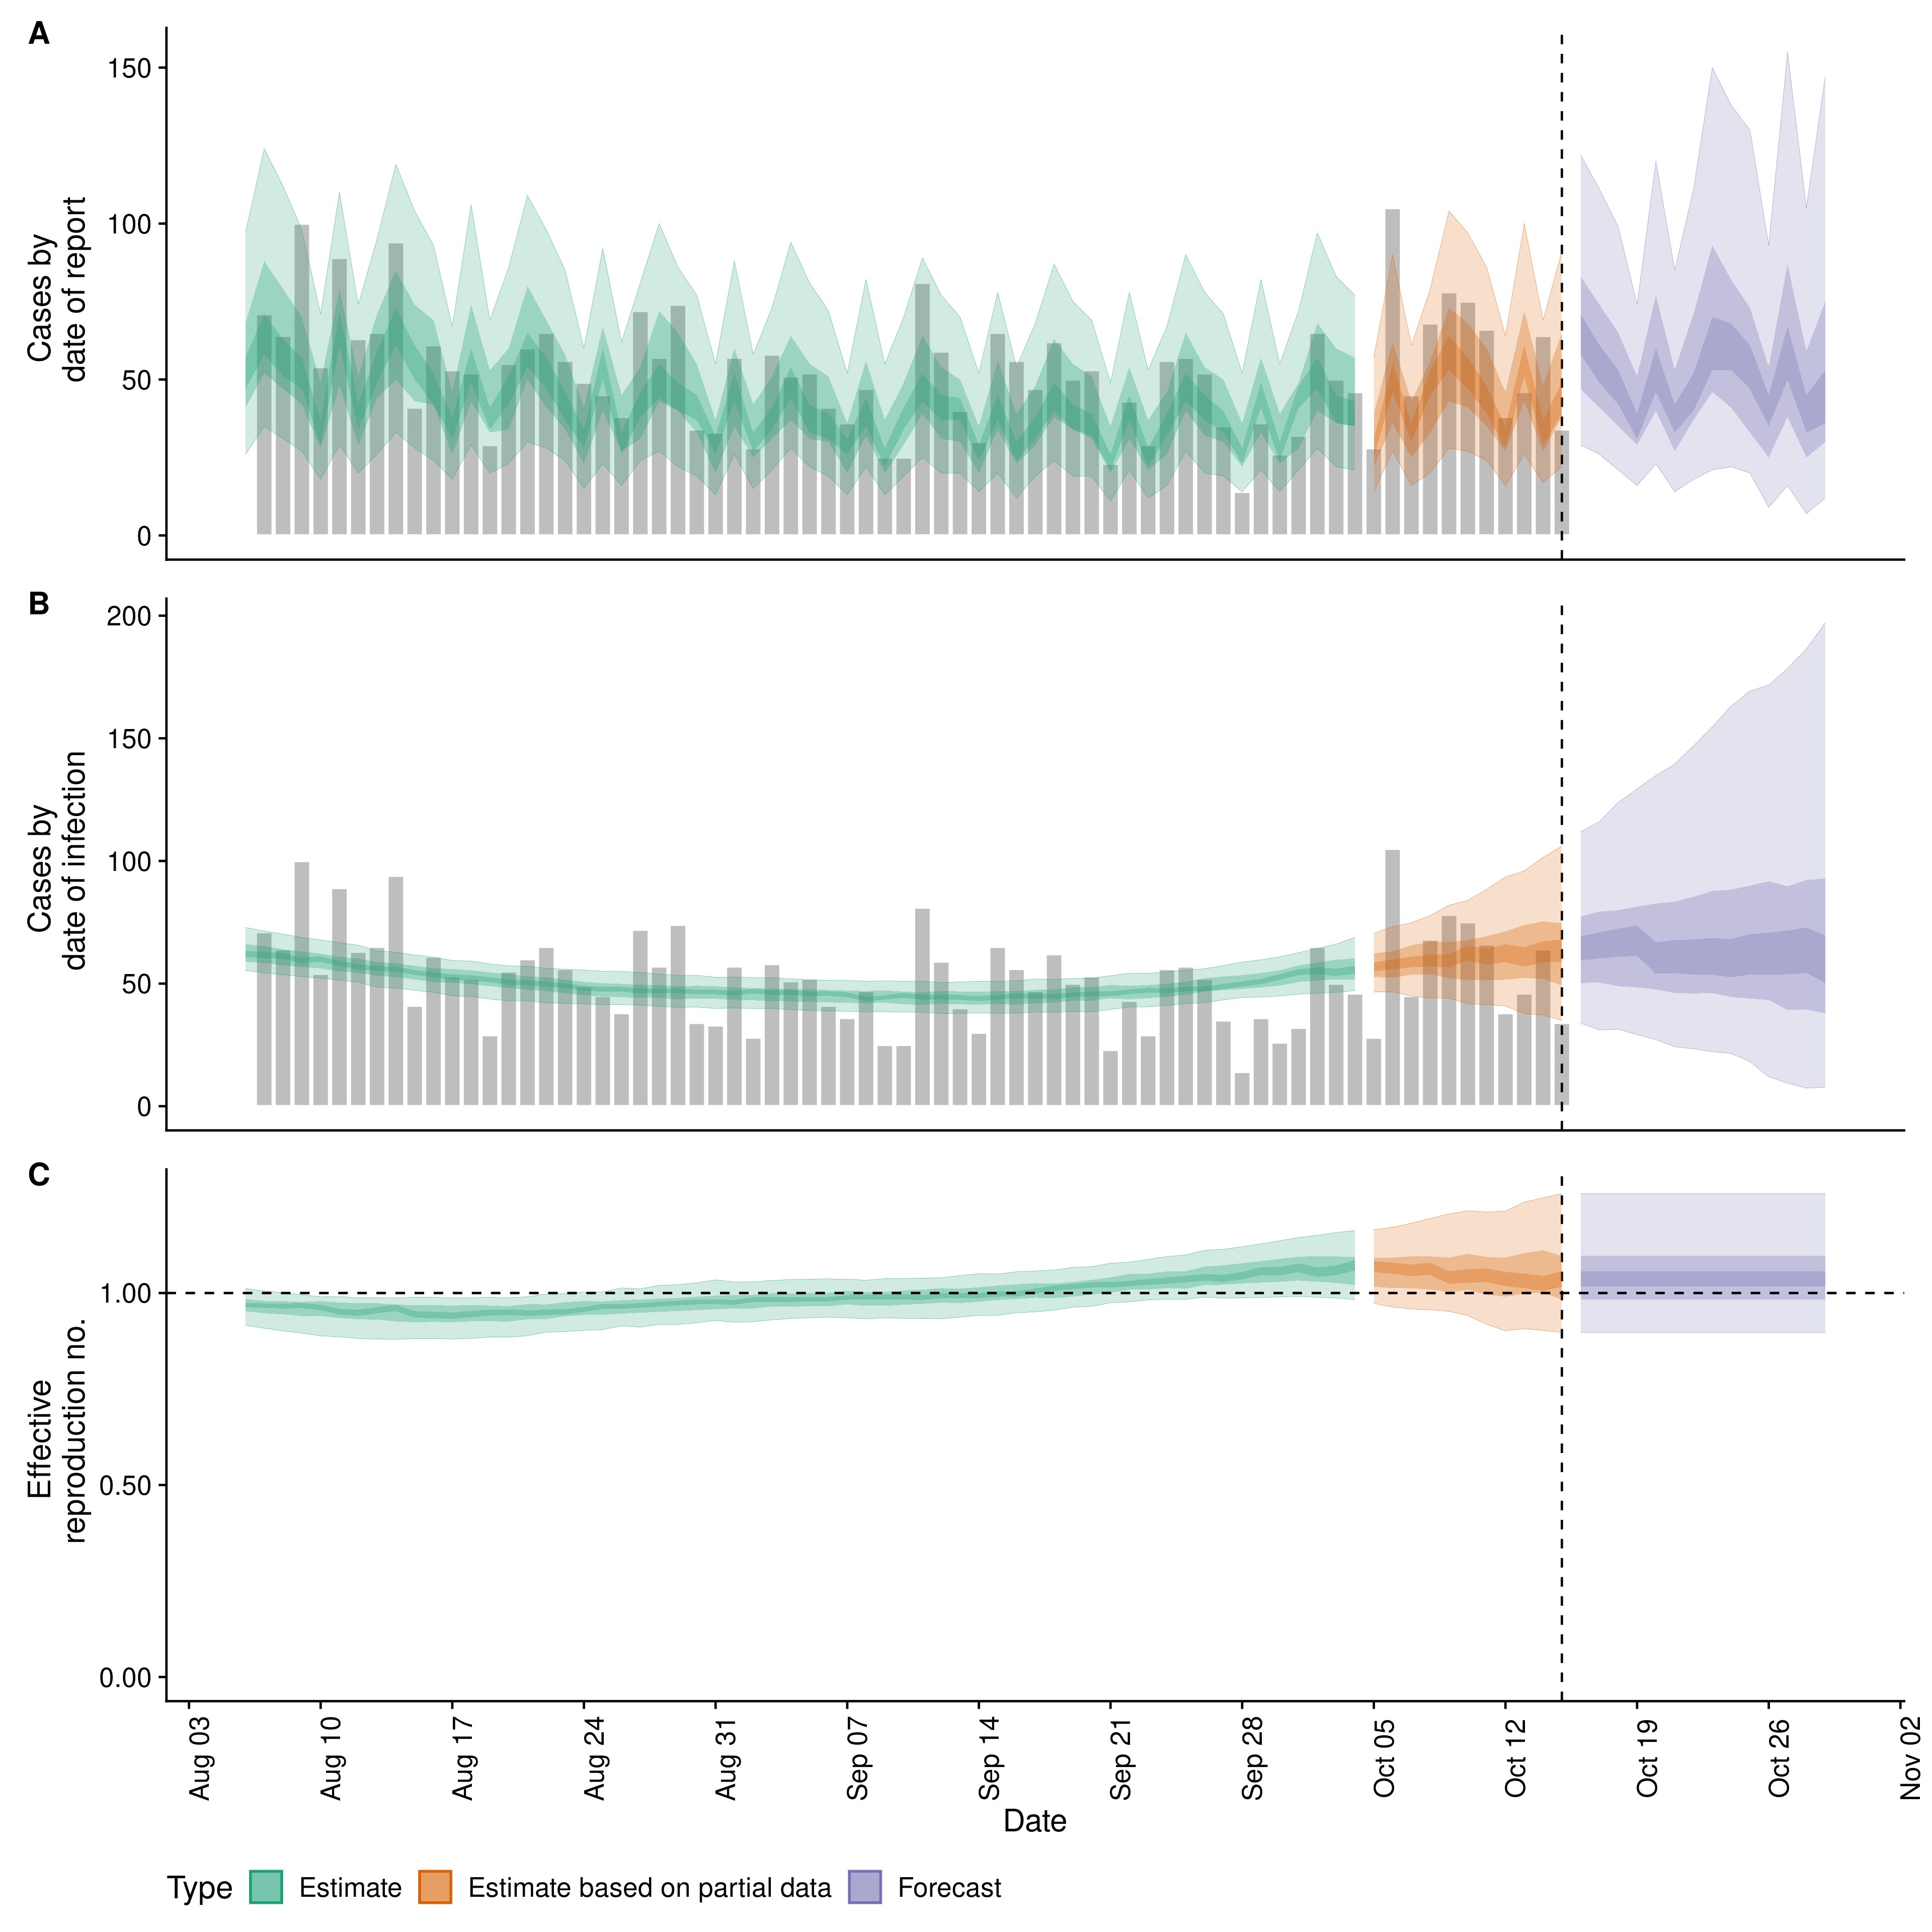 A
150
100
50
0
Cases by
date of report
B
200
150
100
50
0
Cases by
date of infection
C
1.00
0.50
0.00
Effective
reproduction no.
Aug 03
Aug 10
Aug 17
Aug 24
Aug 31
Sep 07
Sep 14
Sep 21
Sep 28
Oct 05
Oct 12
Oct 19
Oct 26
Nov 02
Date
Type Estimate Estimate based on partial data Forecast